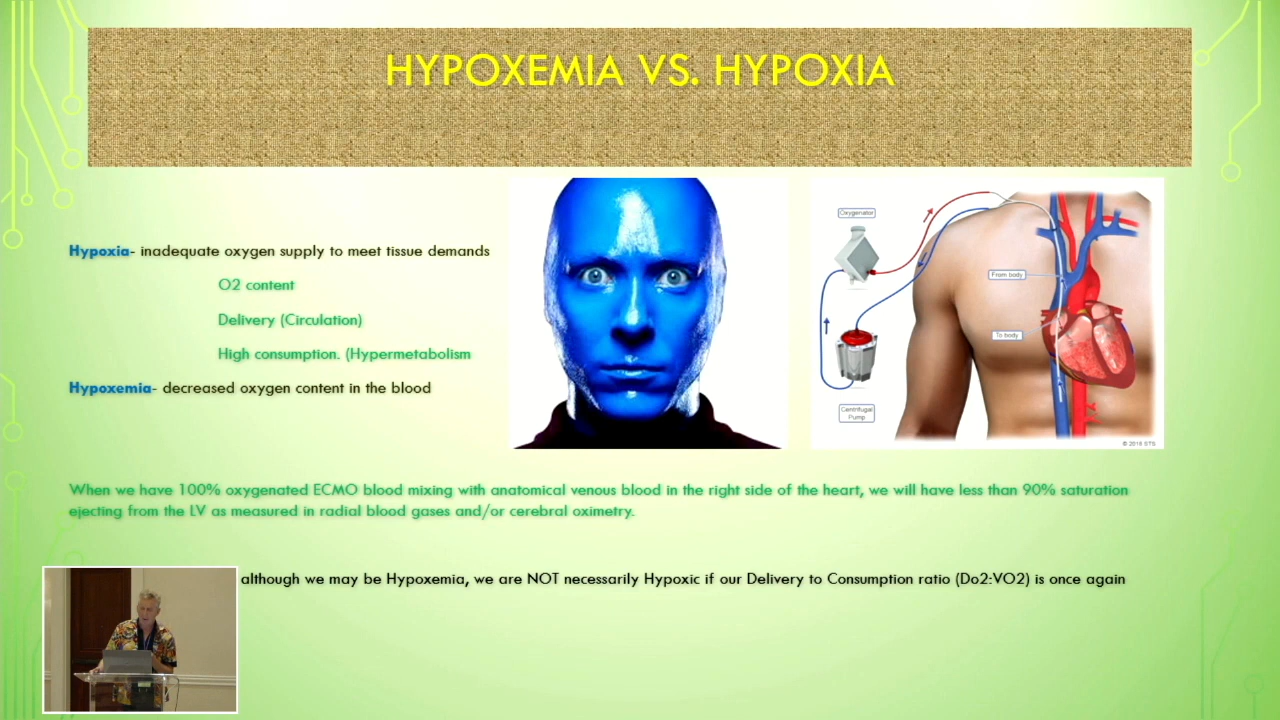 HYPOXEMIA VS. HYPOXIA
Hypoxia- inadequate oxygen supply to meet tissue demands
O2 content
Delivery (Circulation)
High consumption. (Hypermetabolism
Hypoxemia- decreased oxygen content in the blood
Oxygenator
From body
To body
Centrifugal
Pump
© 2016 STS
When we have 100% oxygenated ECMO blood mixing with anatomical venous blood in the right side of the heart, we will have less than 90% saturation
ejecting from the LV as measured in radial blood gases and/or cerebral oximetry.
although we may be Hypoxemia, we are NOT necessarily Hypoxic if our Delivery to Consumption ratio (Do2:VO2) is once again